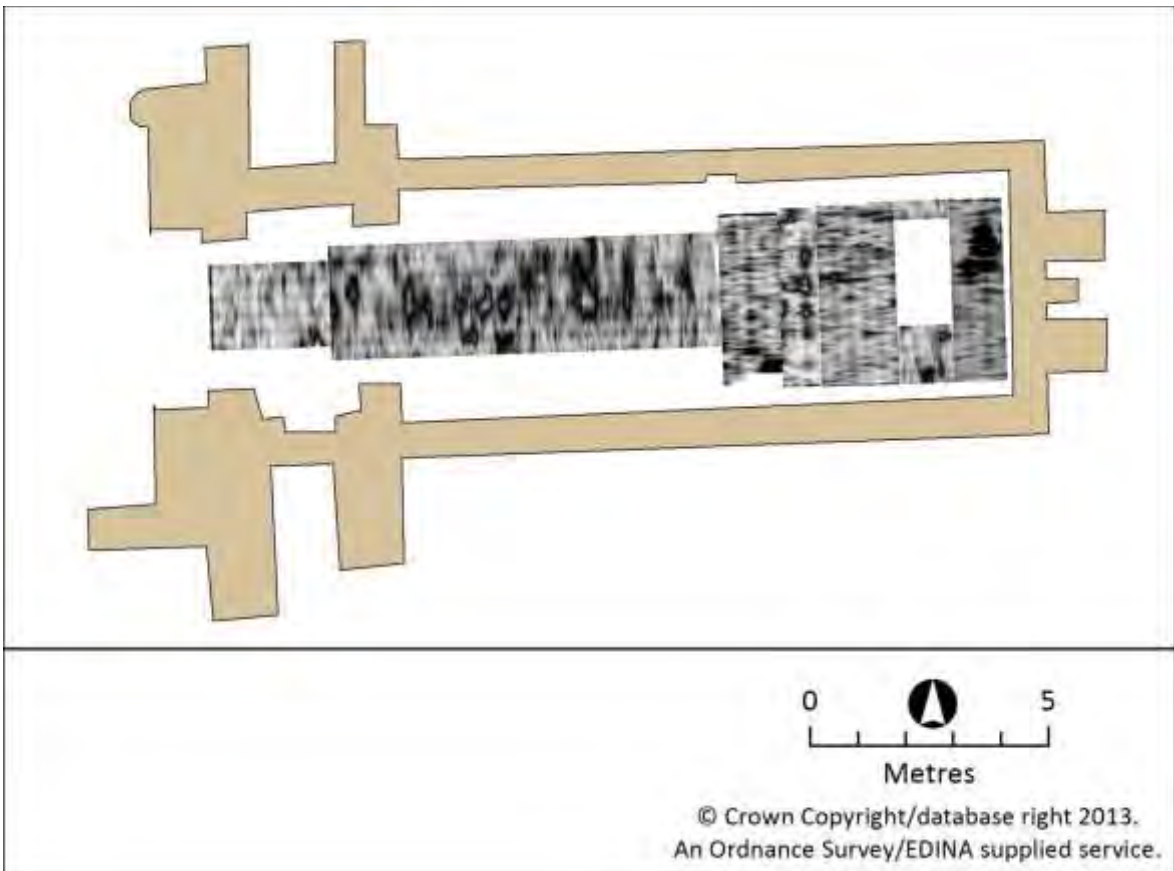 0 5
Metres
© Crown Copyright/database right 2013.
An Ordnance Survey/EDINA supplied service.